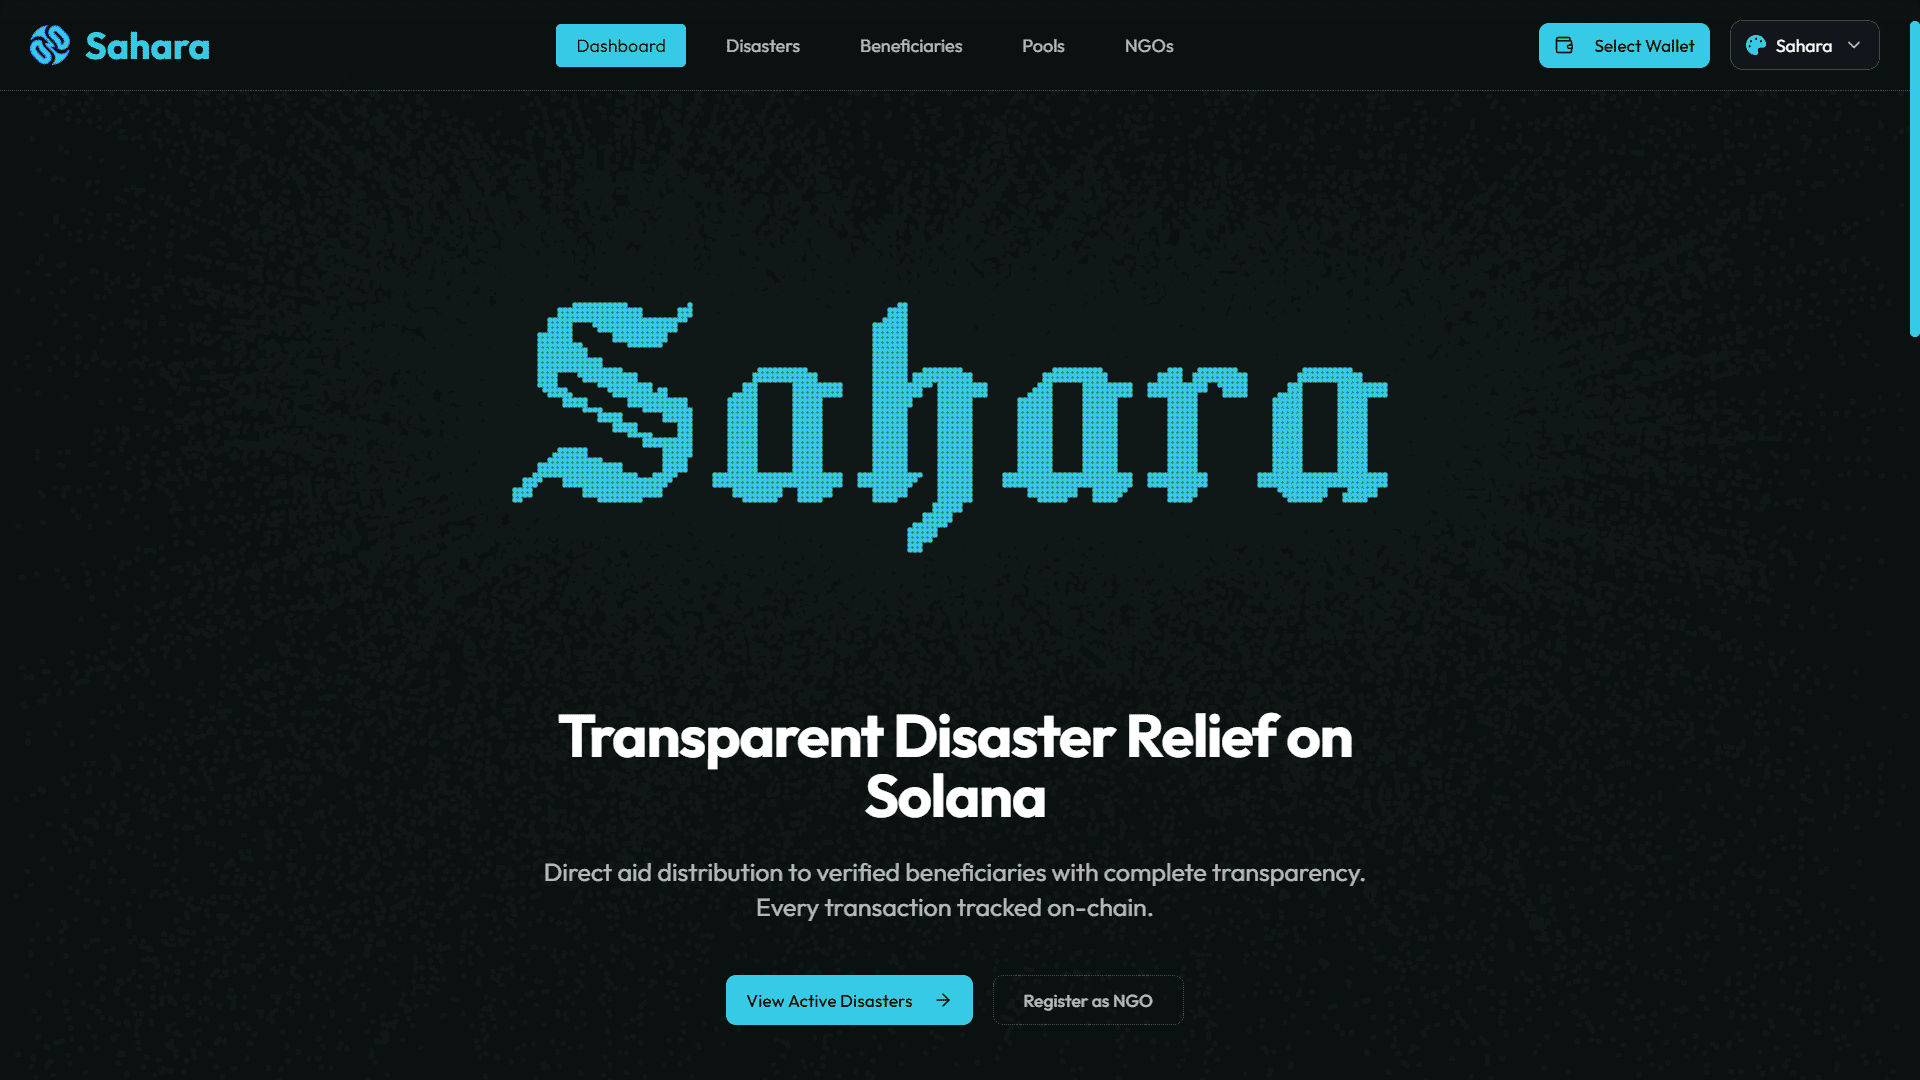 Sahara
Dashboard
Disasters
Beneficiaries
Pools
NGOs
Select Wallet
Sahara
Sahara
Transparent Disaster Relief on
Solana
Direct aid distribution to verified beneficiaries with complete transparency.
Every transaction tracked on-chain.
View Active Disasters
Register as NGO